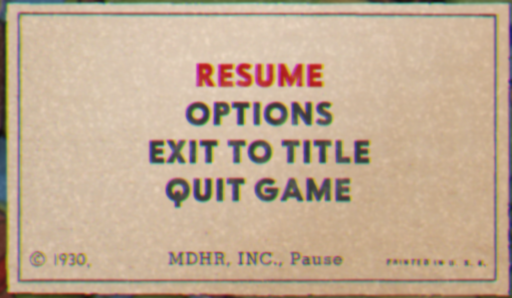 RESUME
OPTIONS
EXIT TO TITLE
QUIT GAME
© 1930, MDHR, INC., Pause PRINTED IN U. S. A.